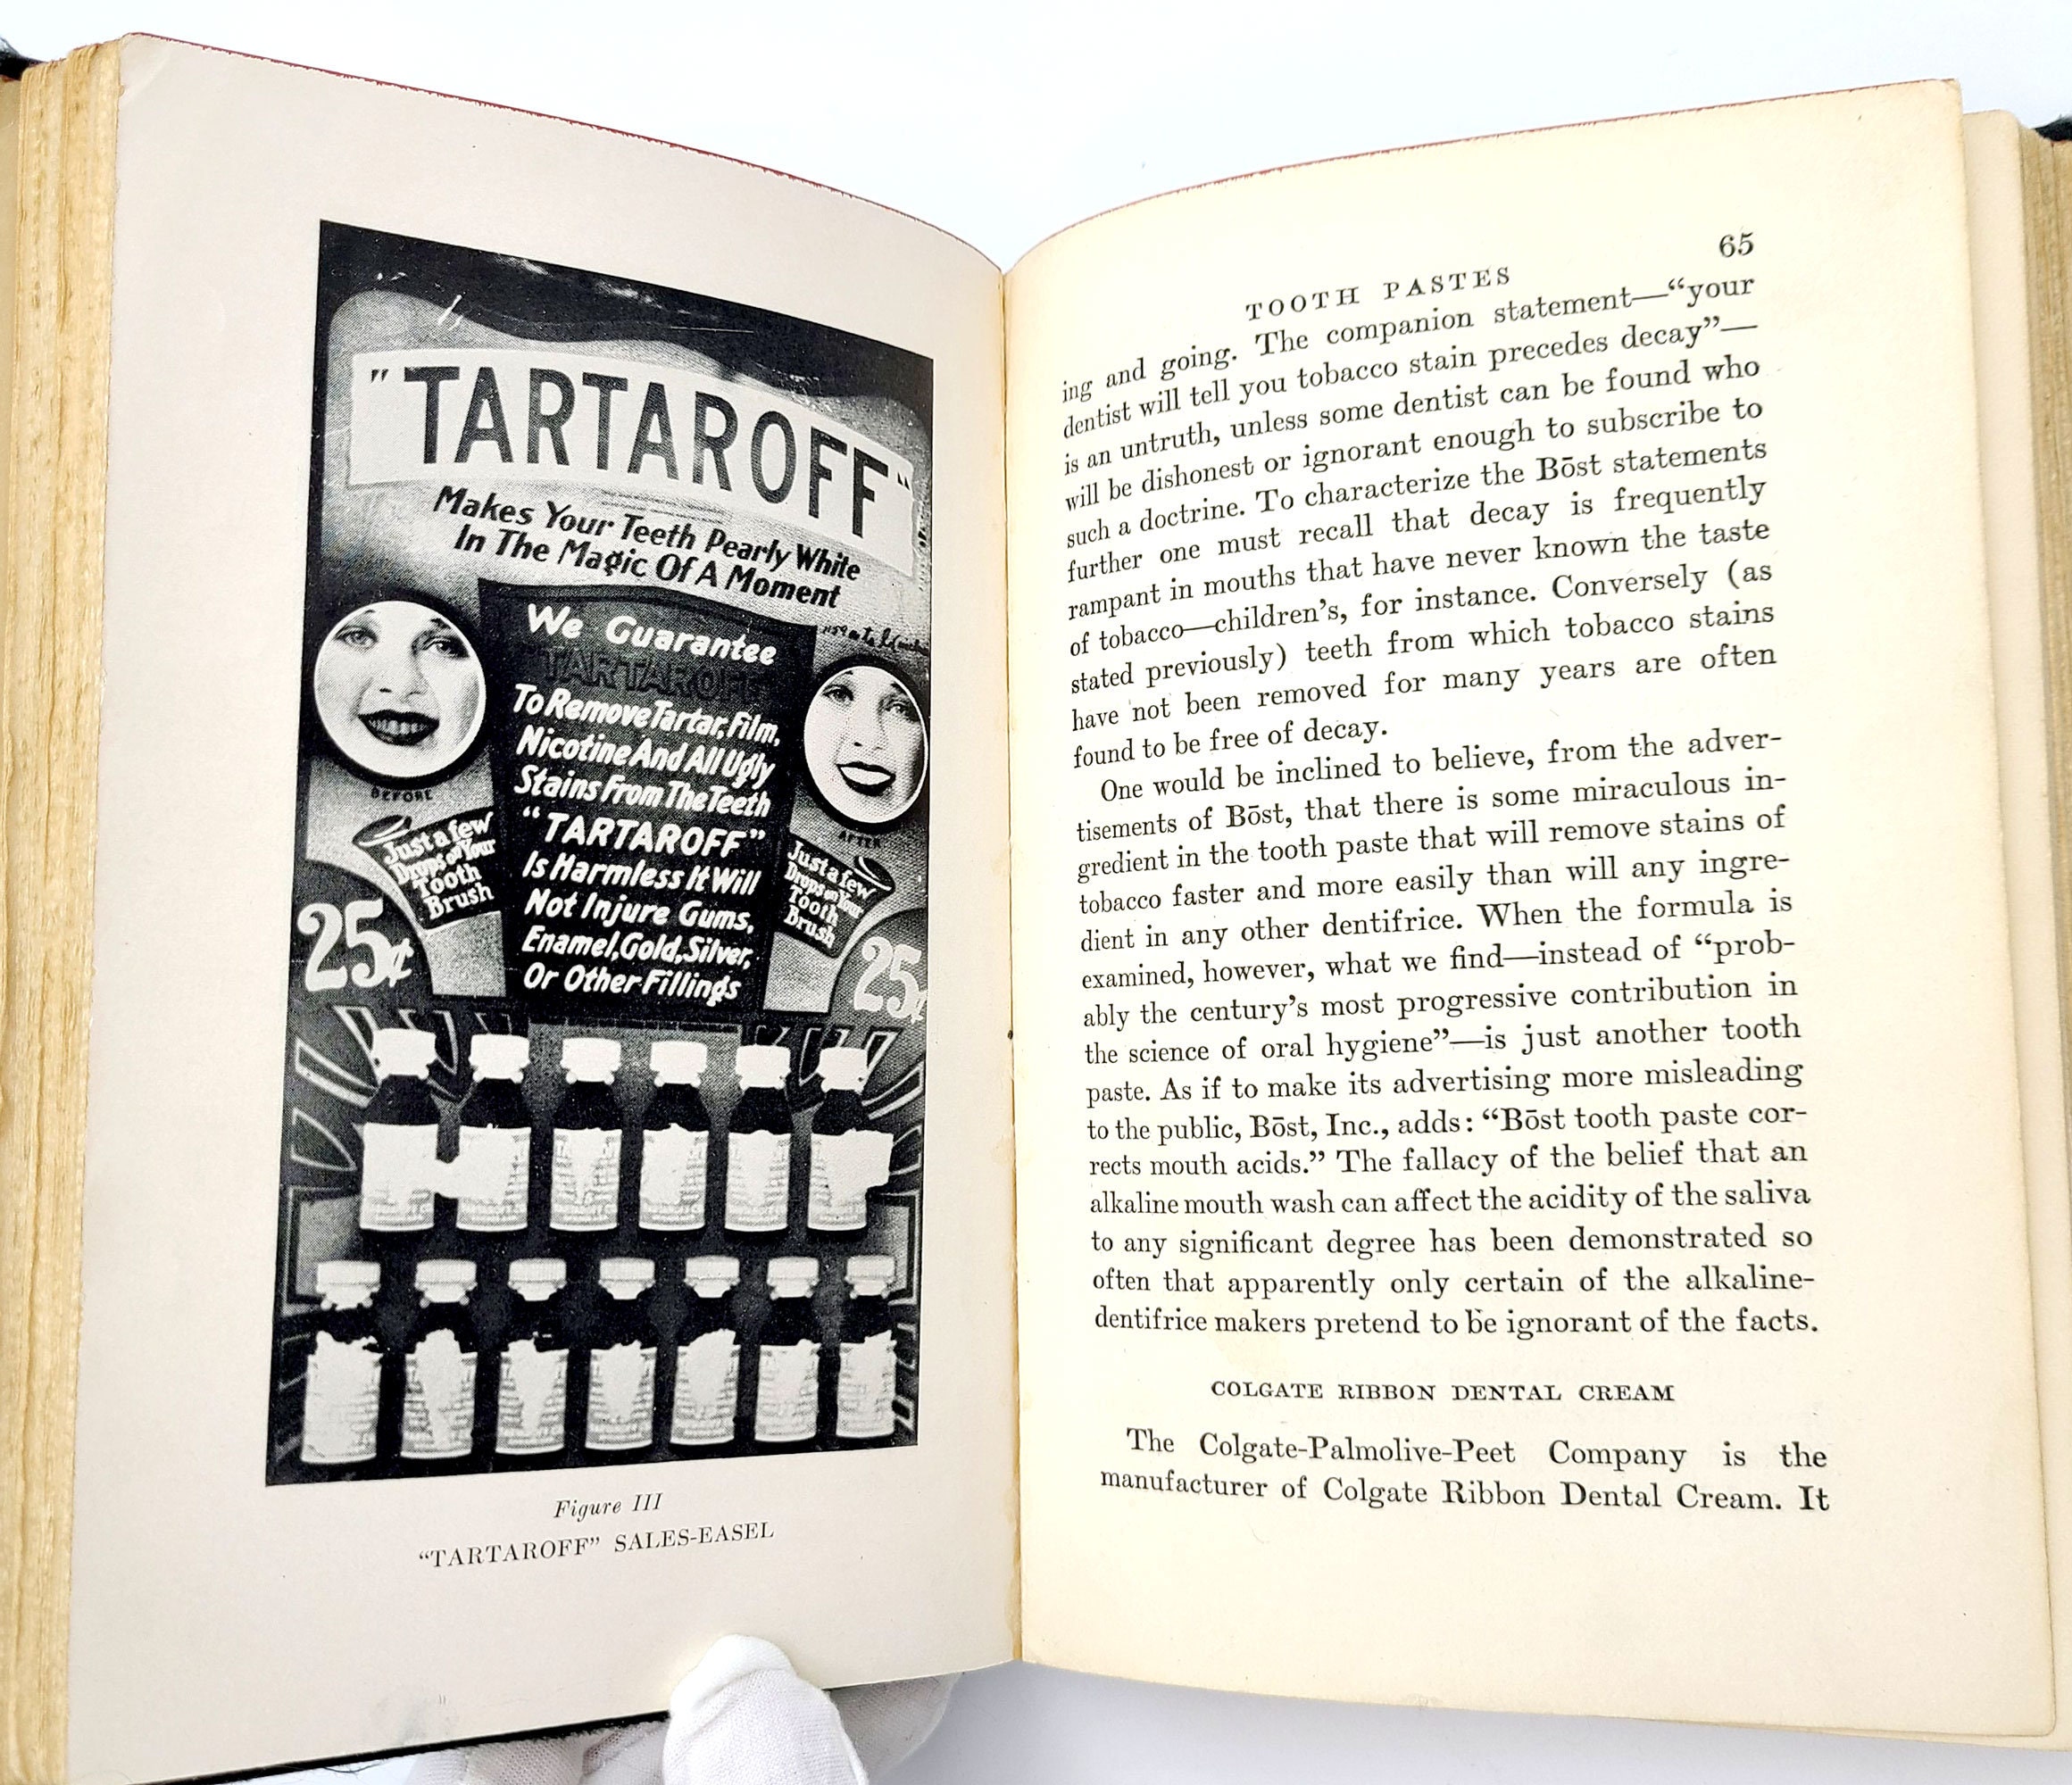 "TARTAROFF"
Makes Your Teeth Pearly White
In The Magic Of A Moment
We Guarantee
TARTAROFF
To Remove Tartar, Film,
Nicotine And All Ugly
Stains From The Teeth
"TARTAROFF"
Is Harmless It Will
Not Injure Gums,
Enamel, Gold, Silver,
Or Other Fillings
BEFORE
Just a few
Drops on Your
Tooth
Brush
25¢
AFTER
Just a few
Drops on Your
Tooth
Brush
25¢
Figure III
“TARTAROFF” SALES-EASEL
TOOTH PASTES 65
ing and going. The companion statement—“your
dentist will tell you tobacco stain precedes decay”—
is an untruth, unless some dentist can be found who
will be dishonest or ignorant enough to subscribe to
such a doctrine. To characterize the Bōst statements
further one must recall that decay is frequently
rampant in mouths that have never known the taste
of tobacco—children’s, for instance. Conversely (as
stated previously) teeth from which tobacco stains
have not been removed for many years are often
found to be free of decay.
One would be inclined to believe, from the adver-
tisements of Bōst, that there is some miraculous in-
gredient in the tooth paste that will remove stains of
tobacco faster and more easily than will any ingre-
dient in any other dentifrice. When the formula is
examined, however, what we find—instead of “prob-
ably the century’s most progressive contribution in
the science of oral hygiene”—is just another tooth
paste. As if to make its advertising more misleading
to the public, Bōst, Inc., adds: “Bōst tooth paste cor-
rects mouth acids.” The fallacy of the belief that an
alkaline mouth wash can affect the acidity of the saliva
to any significant degree has been demonstrated so
often that apparently only certain of the alkaline-
dentifrice makers pretend to be ignorant of the facts.
COLGATE RIBBON DENTAL CREAM
The Colgate-Palmolive-Peet Company is the
manufacturer of Colgate Ribbon Dental Cream. It